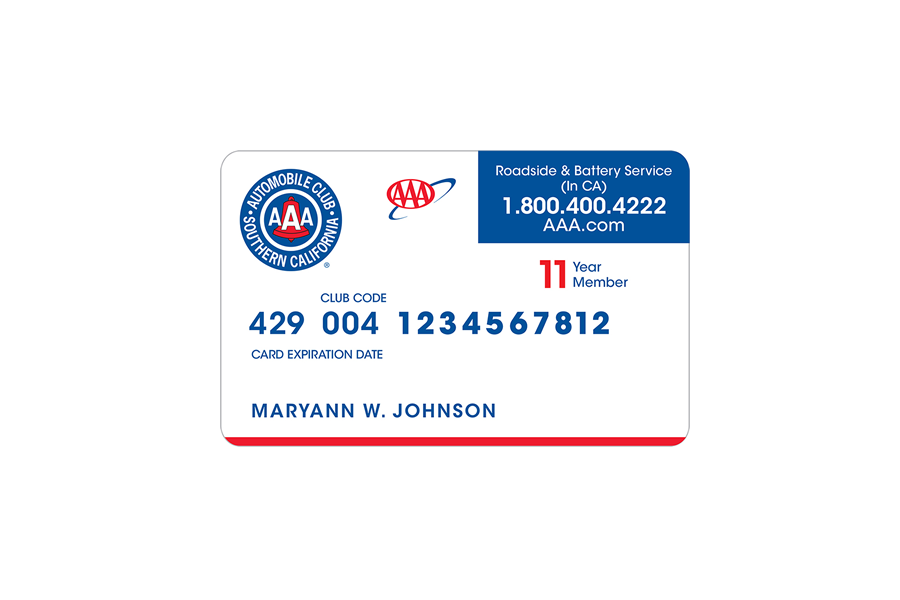 AUTOMOBILE CLUB
SOUTHERN CALIFORNIA
AAA
®
AAA
Roadside & Battery Service
(In CA)
1.800.400.4222
AAA.com
11 Year
Member
CLUB CODE
429 004 1234567812
CARD EXPIRATION DATE
MARYANN W. JOHNSON